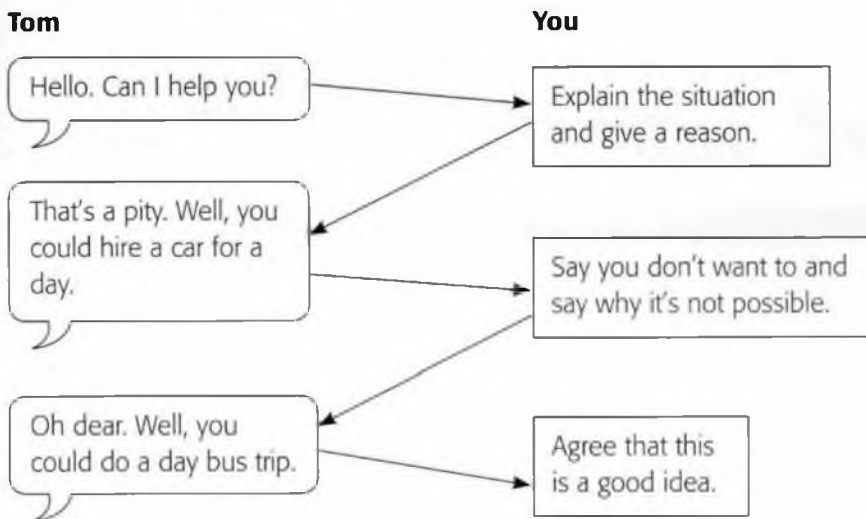 Tom
You
Hello. Can I help you?
Explain the situation
and give a reason.
That's a pity. Well, you
could hire a car for a
day.
Say you don't want to and
say why it's not possible.
Oh dear. Well, you
could do a day bus trip.
Agree that this
is a good idea.